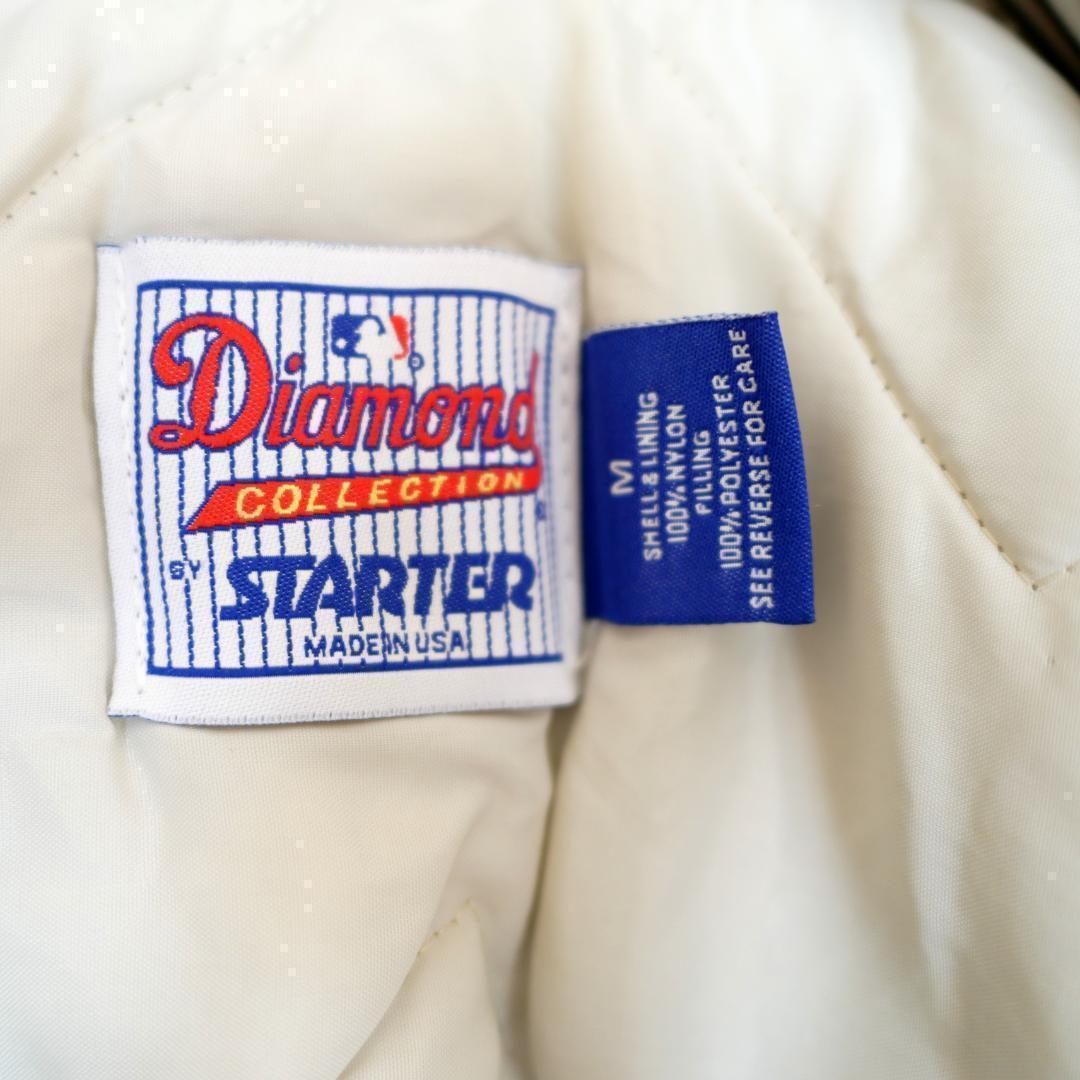 Diamond
COLLECTION
BY STARTER
MADE IN USA
M
SHELL & LINING
100% NYLON
FILLING
100% POLYESTER
SEE REVERSE FOR CARE